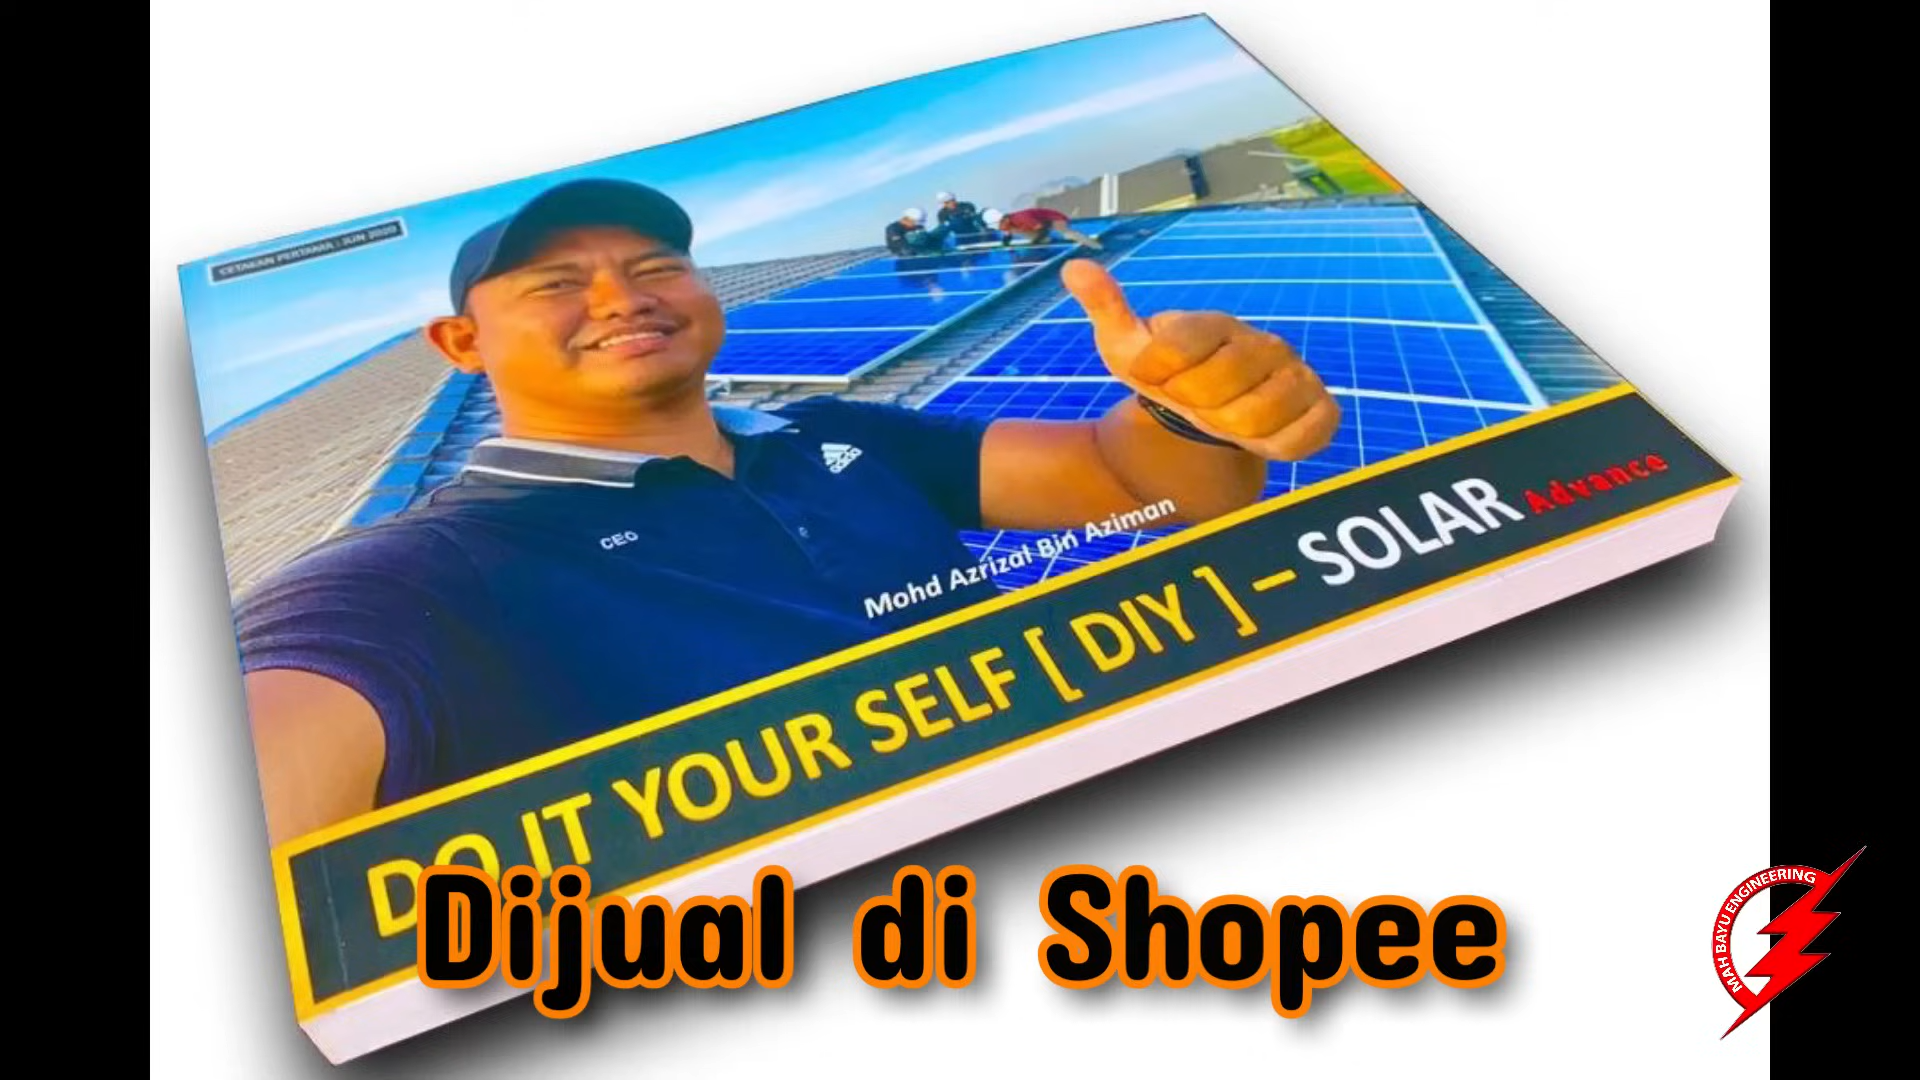 CETAKAN PERTAMA : JUN 2020
adidas
CEO
Mohd Azrizal Bin Aziman
DO IT YOUR SELF [ DIY ] – SOLAR Advance
Dijual di Shopee
MAH BAYU ENGINEERING